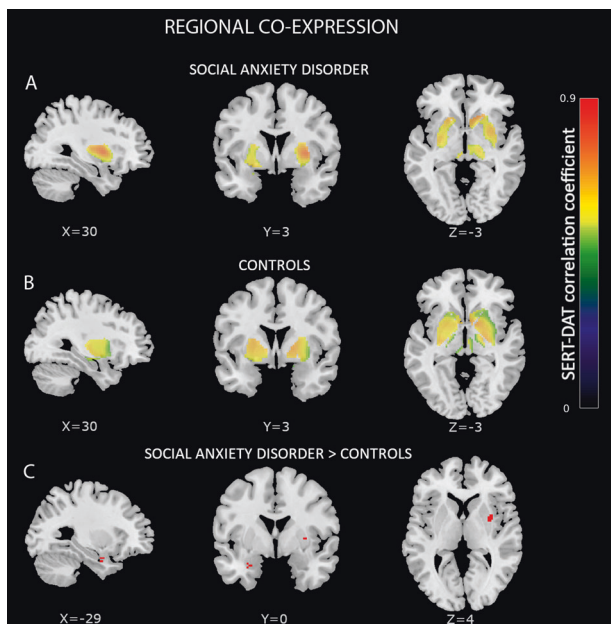 REGIONAL CO-EXPRESSION
SOCIAL ANXIETY DISORDER
A
X=30
Y=3
Z=-3
CONTROLS
B
X=30
Y=3
Z=-3
SOCIAL ANXIETY DISORDER > CONTROLS
C
X=-29
Y=0
Z=4
0.9
SERT-DAT correlation coefficient
0